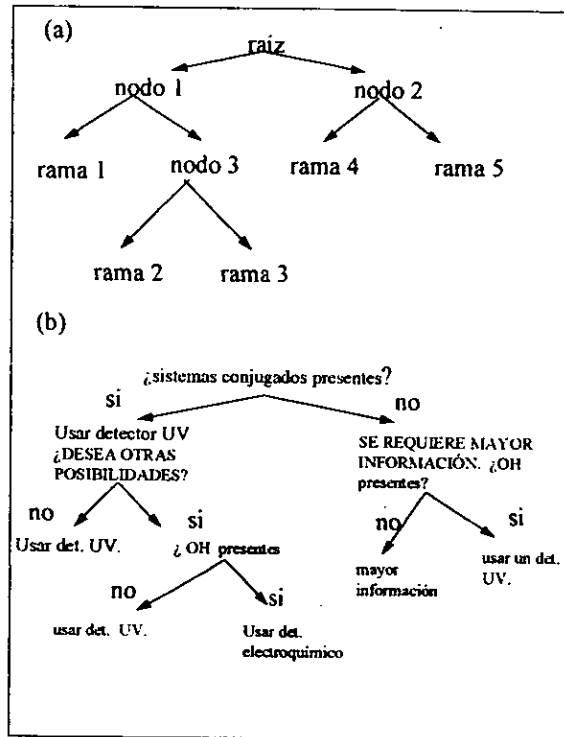 (a)
raiz
nodo 1 nodo 2
rama 1 nodo 3 rama 4 rama 5
rama 2 rama 3
(b)
¿sistemas conjugados presentes?
si no
Usar detector UV
¿DESEA OTRAS
POSIBILIDADES?
SE REQUIERE MAYOR
INFORMACIÓN. ¿OH
presentes?
no si
Usar det. UV. ¿ OH presentes
no si
mayor
información
usar un det.
UV.
no si
usar det. UV.
Usar det.
electroquimico